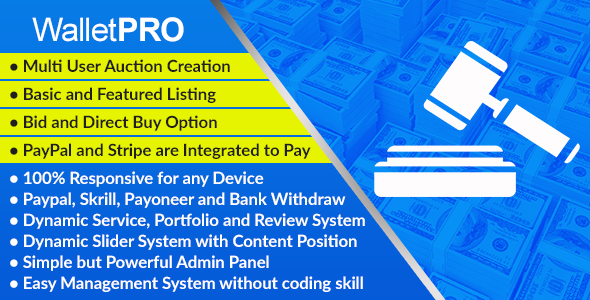 WalletPRO
• Multi User Auction Creation
• Basic and Featured Listing
• Bid and Direct Buy Option
• PayPal and Stripe are Integrated to Pay
• 100% Responsive for any Device
• Paypal, Skrill, Payoneer and Bank Withdraw
• Dynamic Service, Portfolio and Review System
• Dynamic Slider System with Content Position
• Simple but Powerful Admin Panel
• Easy Management System without coding skill